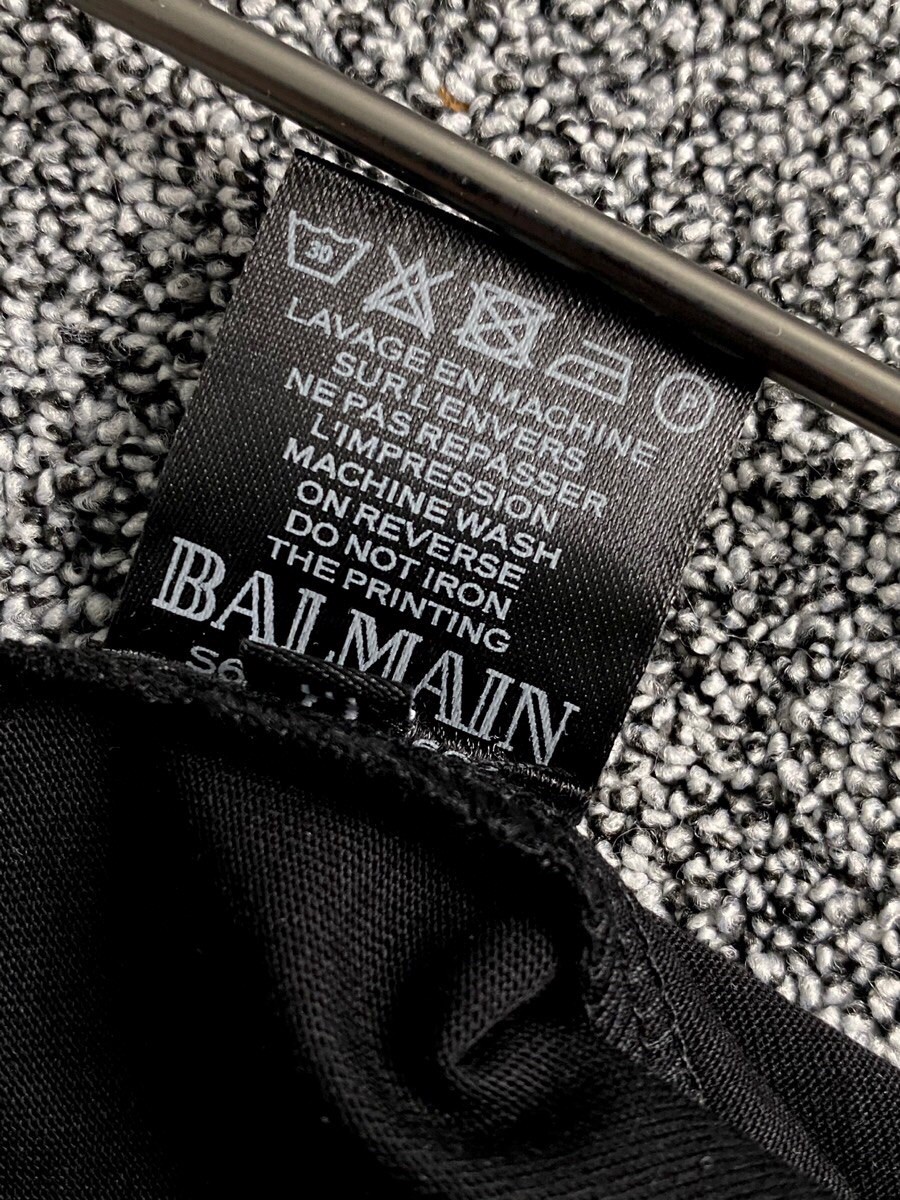 30
P
LAVAGE EN MACHINE
SUR L'ENVERS
NE PAS REPASSER
L'IMPRESSION
MACHINE WASH
ON REVERSE
DO NOT IRON
THE PRINTING
BALMAIN